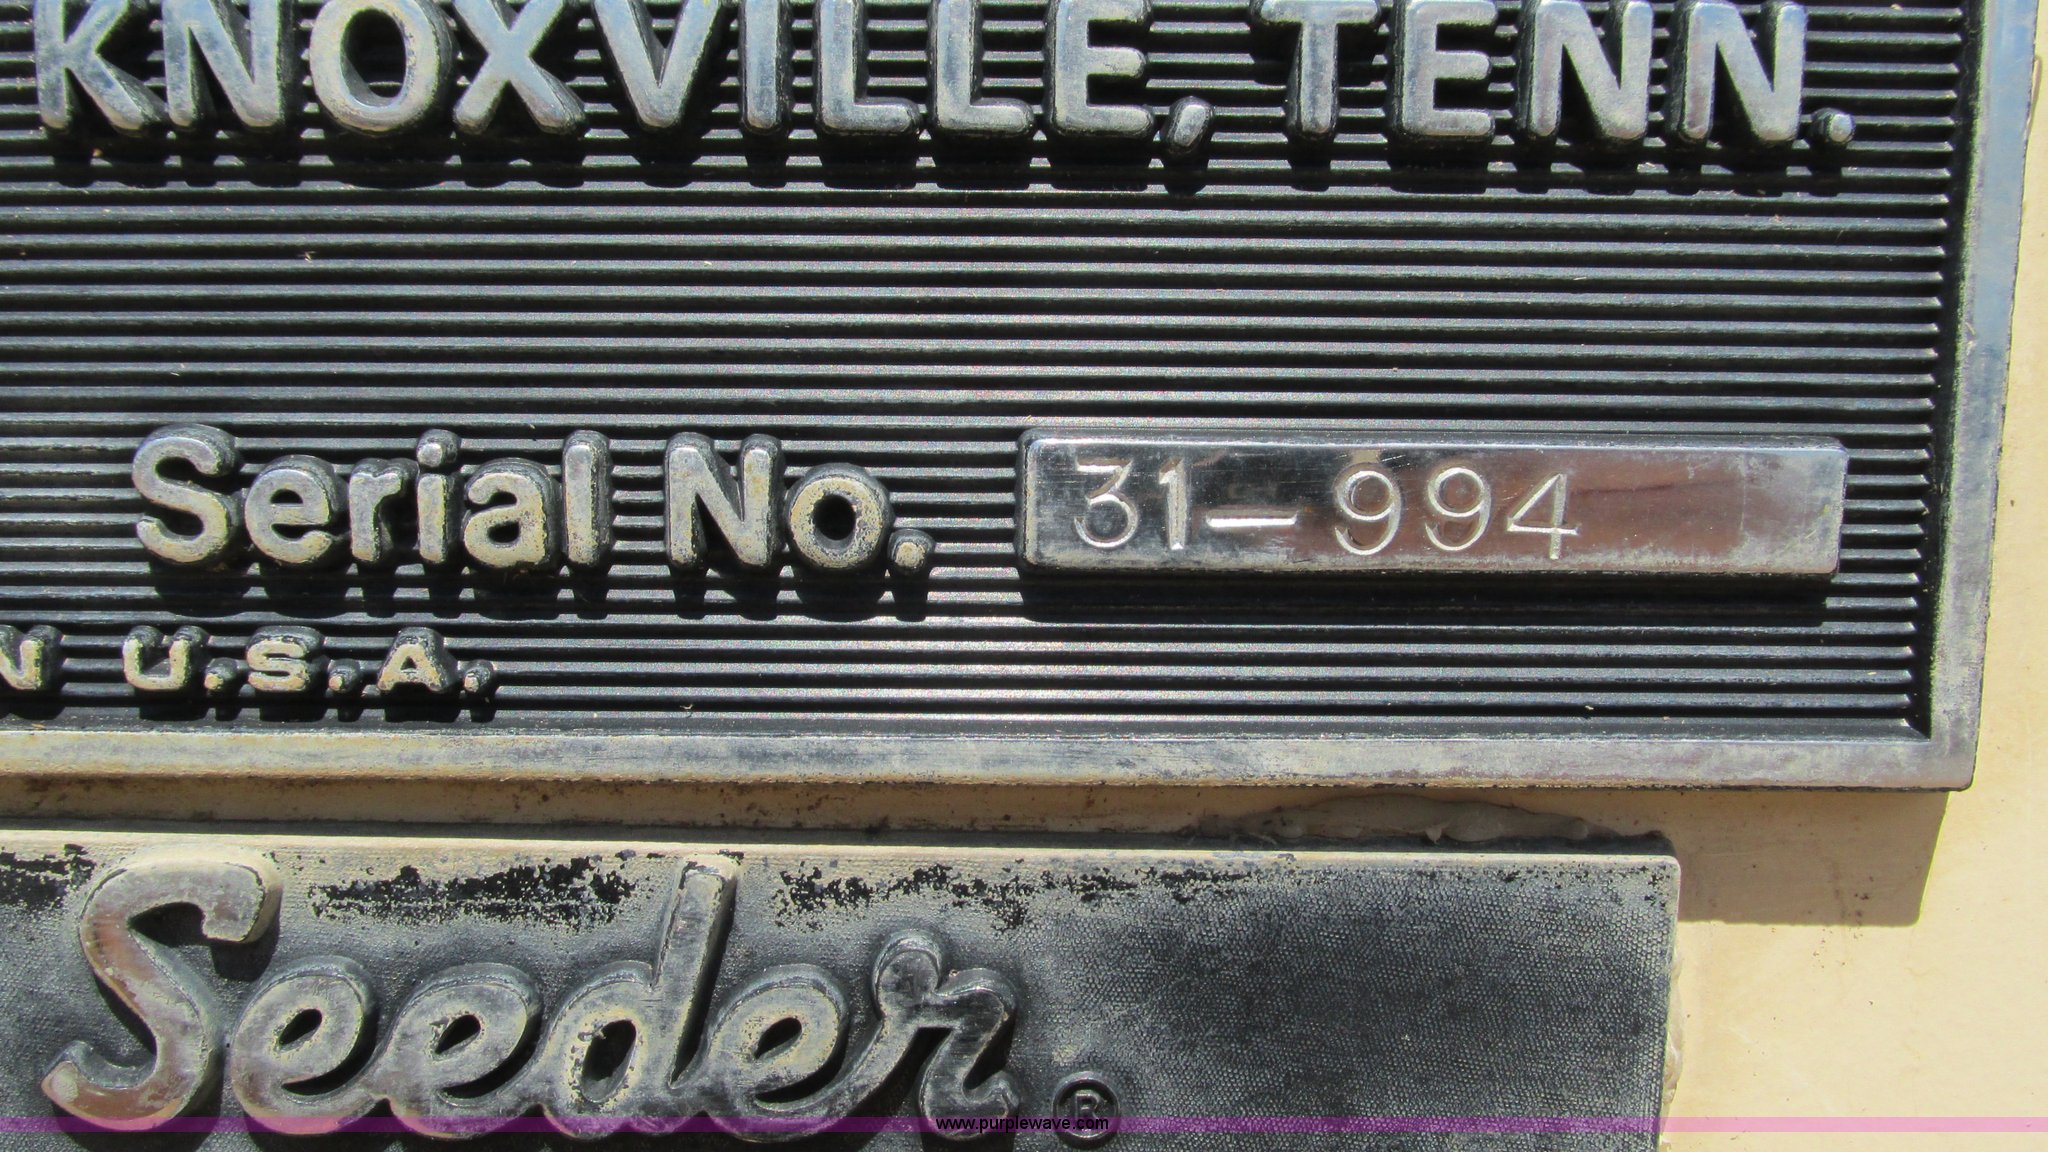 KNOXVILLE, TENN.
Serial No. 31-994
N U.S.A.
Seeder®
www.purplewave.com